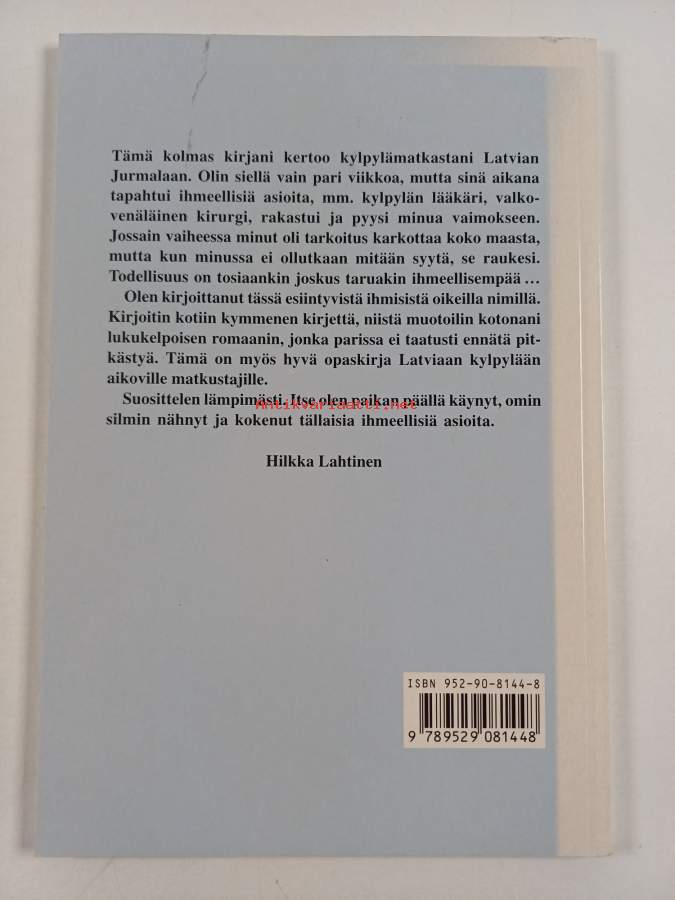 Tämä kolmas kirjani kertoo kylpylämatkastani Latvian
Jurmalaan. Olin siellä vain pari viikkoa, mutta sinä aikana
tapahtui ihmeellisiä asioita, mm. kylpylän lääkäri, valko-
venäläinen kirurgi, rakastui ja pyysi minua vaimokseen.
Jossain vaiheessa minut oli tarkoitus karkottaa koko maasta,
mutta kun minussa ei ollutkaan mitään syytä, se raukesi.
Todellisuus on tosiaankin joskus taruakin ihmeellisempää ...
Olen kirjoittanut tässä esiintyvistä ihmisistä oikeilla nimillä.
Kirjoitin kotiin kymmenen kirjettä, niistä muotoilin kotonani
lukukelpoisen romaanin, jonka parissa ei taatusti ennätä pit-
kästyä. Tämä on myös hyvä opaskirja Latviaan kylpylään
aikoville matkustajille.
Suosittelen lämpimästi. Itse olen paikan päällä käynyt, omin
Antikvariaatti.net
silmin nähnyt ja kokenut tällaisia ihmeellisiä asioita.
Hilkka Lahtinen
ISBN 952-90-8144-8
9 789529 081448